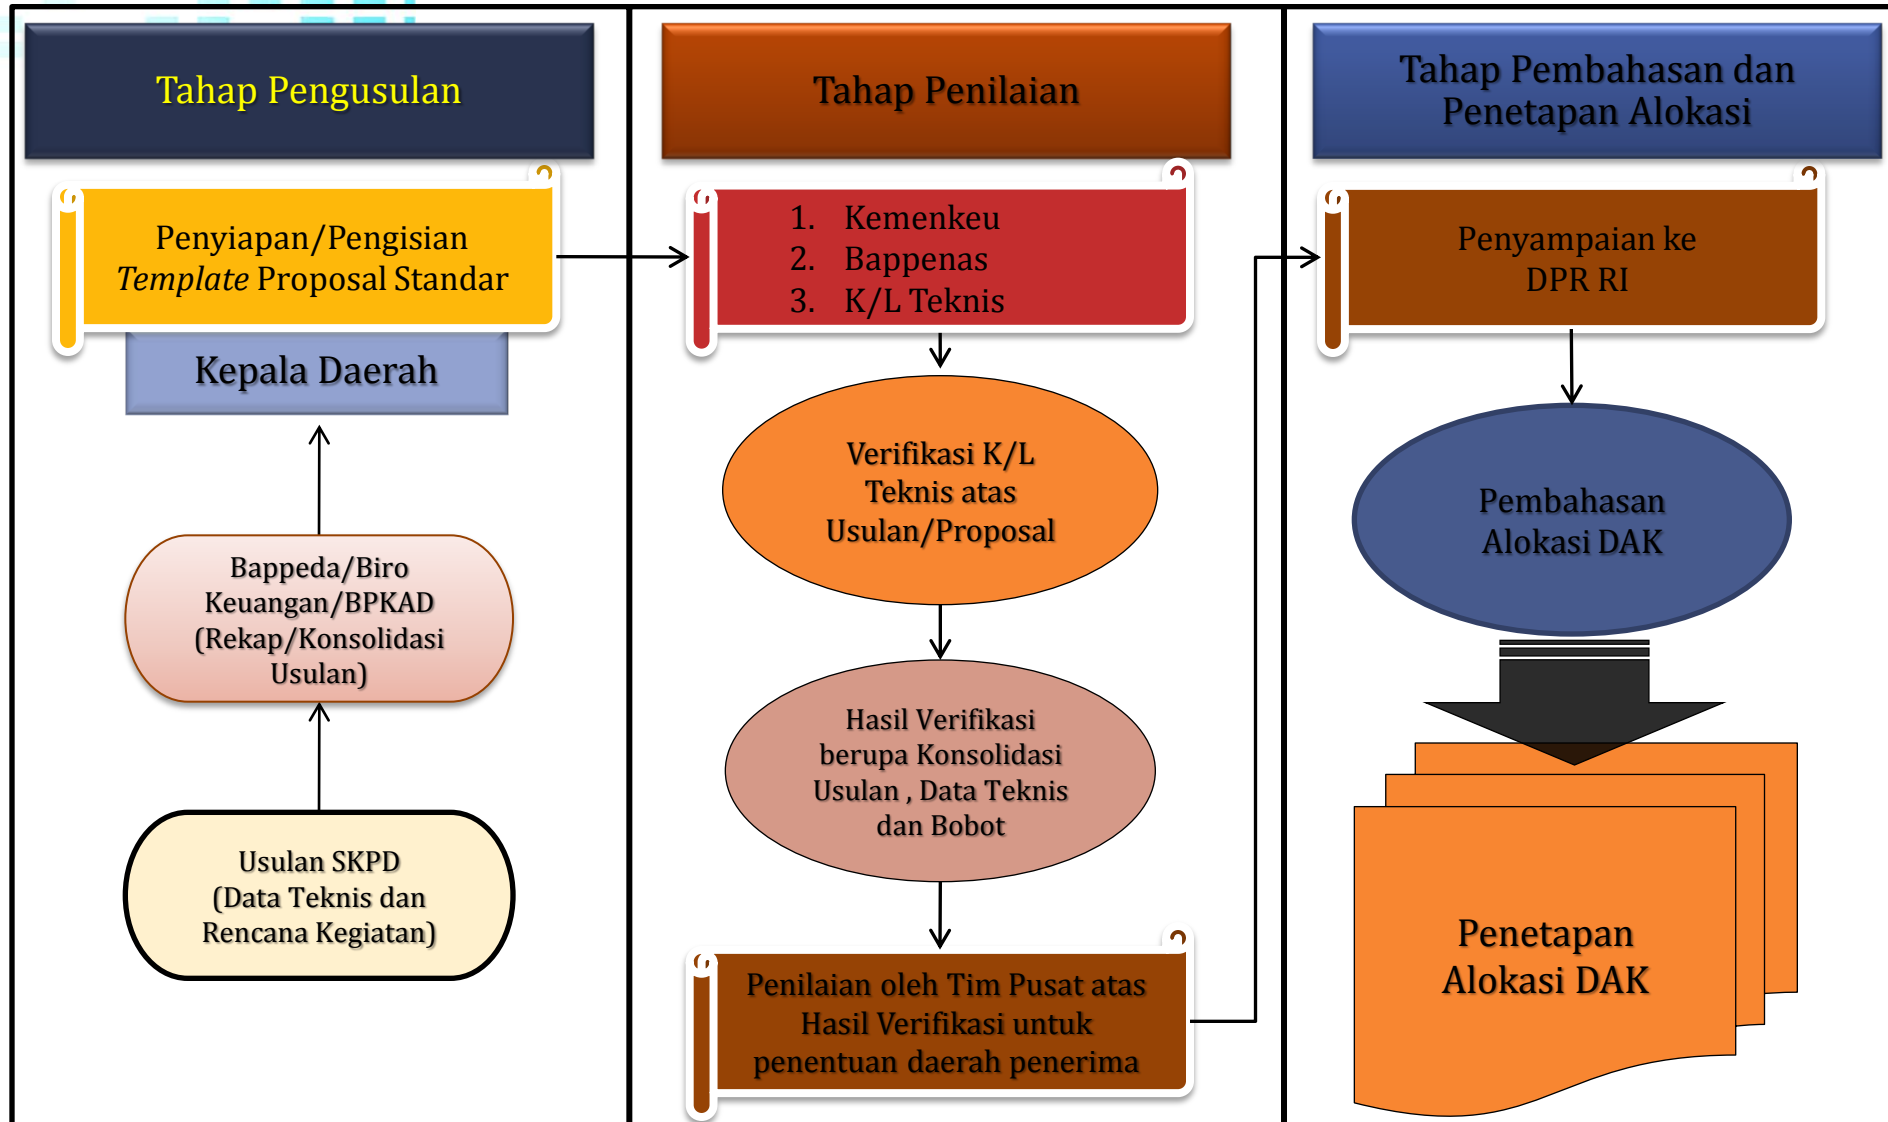 Tahap Pengusulan
Penyiapan/Pengisian
Template Proposal Standar
Kepala Daerah
Bappeda/Biro
Keuangan/BPKAD
(Rekap/Konsolidasi
Usulan)
Usulan SKPD
(Data Teknis dan
Rencana Kegiatan)
Tahap Penilaian
1. Kemenkeu
2. Bappenas
3. K/L Teknis
Verifikasi K/L
Teknis atas
Usulan/Proposal
Hasil Verifikasi
berupa Konsolidasi
Usulan , Data Teknis
dan Bobot
Penilaian oleh Tim Pusat atas
Hasil Verifikasi untuk
penentuan daerah penerima
Tahap Pembahasan dan
Penetapan Alokasi
Penyampaian ke
DPR RI
Pembahasan
Alokasi DAK
Penetapan
Alokasi DAK